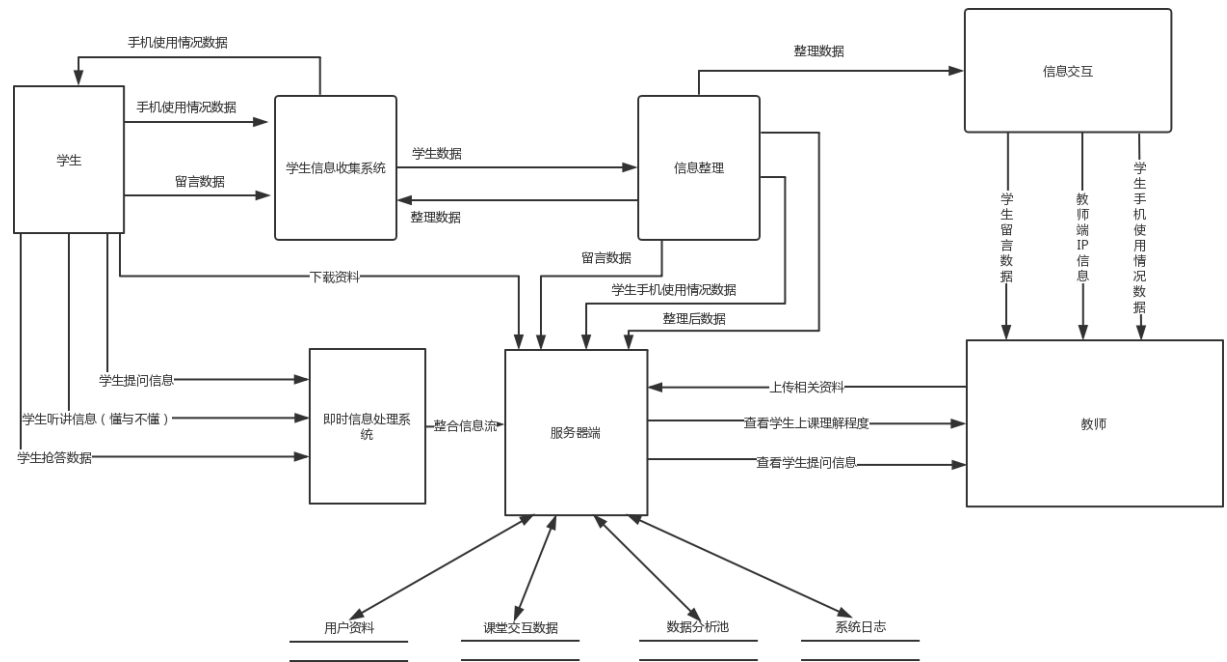 手机使用情况数据
整理数据
信息交互
手机使用情况数据
学生
学生信息收集系统
学生数据
信息整理
留言数据
整理数据
学生留言数据
教师端IP信息
学生手机使用情况数据
留言数据
下载资料
学生手机使用情况数据
整理后数据
学生提问信息
上传相关资料
学生听讲信息（懂与不懂）
即时信息处理系
统
整合信息流
服务器端
查看学生上课理解程度
教师
学生抢答数据
查看学生提问信息
用户资料
课堂交互数据
数据分析池
系统日志